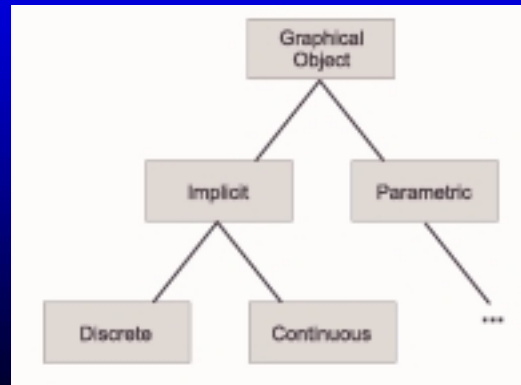 Graphical
Object
Implicit
Parametric
Discrete
Continuous
...